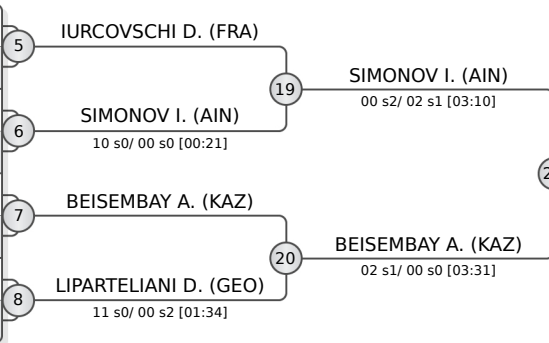 5
IURCOVSCHI D. (FRA)
19
SIMONOV I. (AIN)
00 s2/ 02 s1 [03:10]
6
SIMONOV I. (AIN)
10 s0/ 00 s0 [00:21]
7
BEISEMBAY A. (KAZ)
20
BEISEMBAY A. (KAZ)
02 s1/ 00 s0 [03:31]
8
LIPARTELIANI D. (GEO)
11 s0/ 00 s2 [01:34]